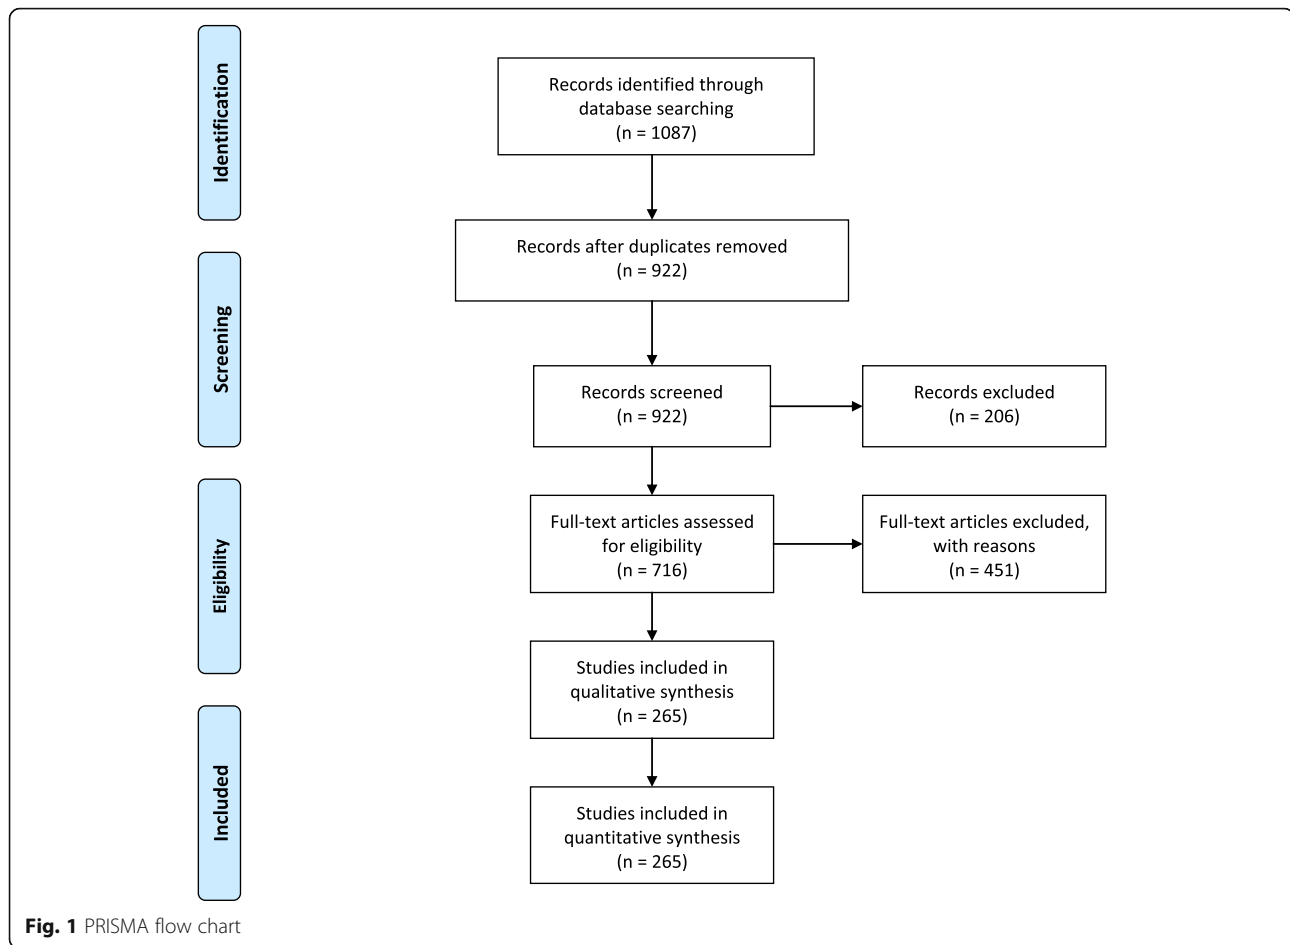 Identification
Records identified through
database searching
(n = 1087)
Records after duplicates removed
(n = 922)
Screening
Records screened
(n = 922)
Records excluded
(n = 206)
Eligibility
Full-text articles assessed
for eligibility
(n = 716)
Full-text articles excluded,
with reasons
(n = 451)
Studies included in
qualitative synthesis
(n = 265)
Included
Studies included in
quantitative synthesis
(n = 265)
Fig. 1 PRISMA flow chart